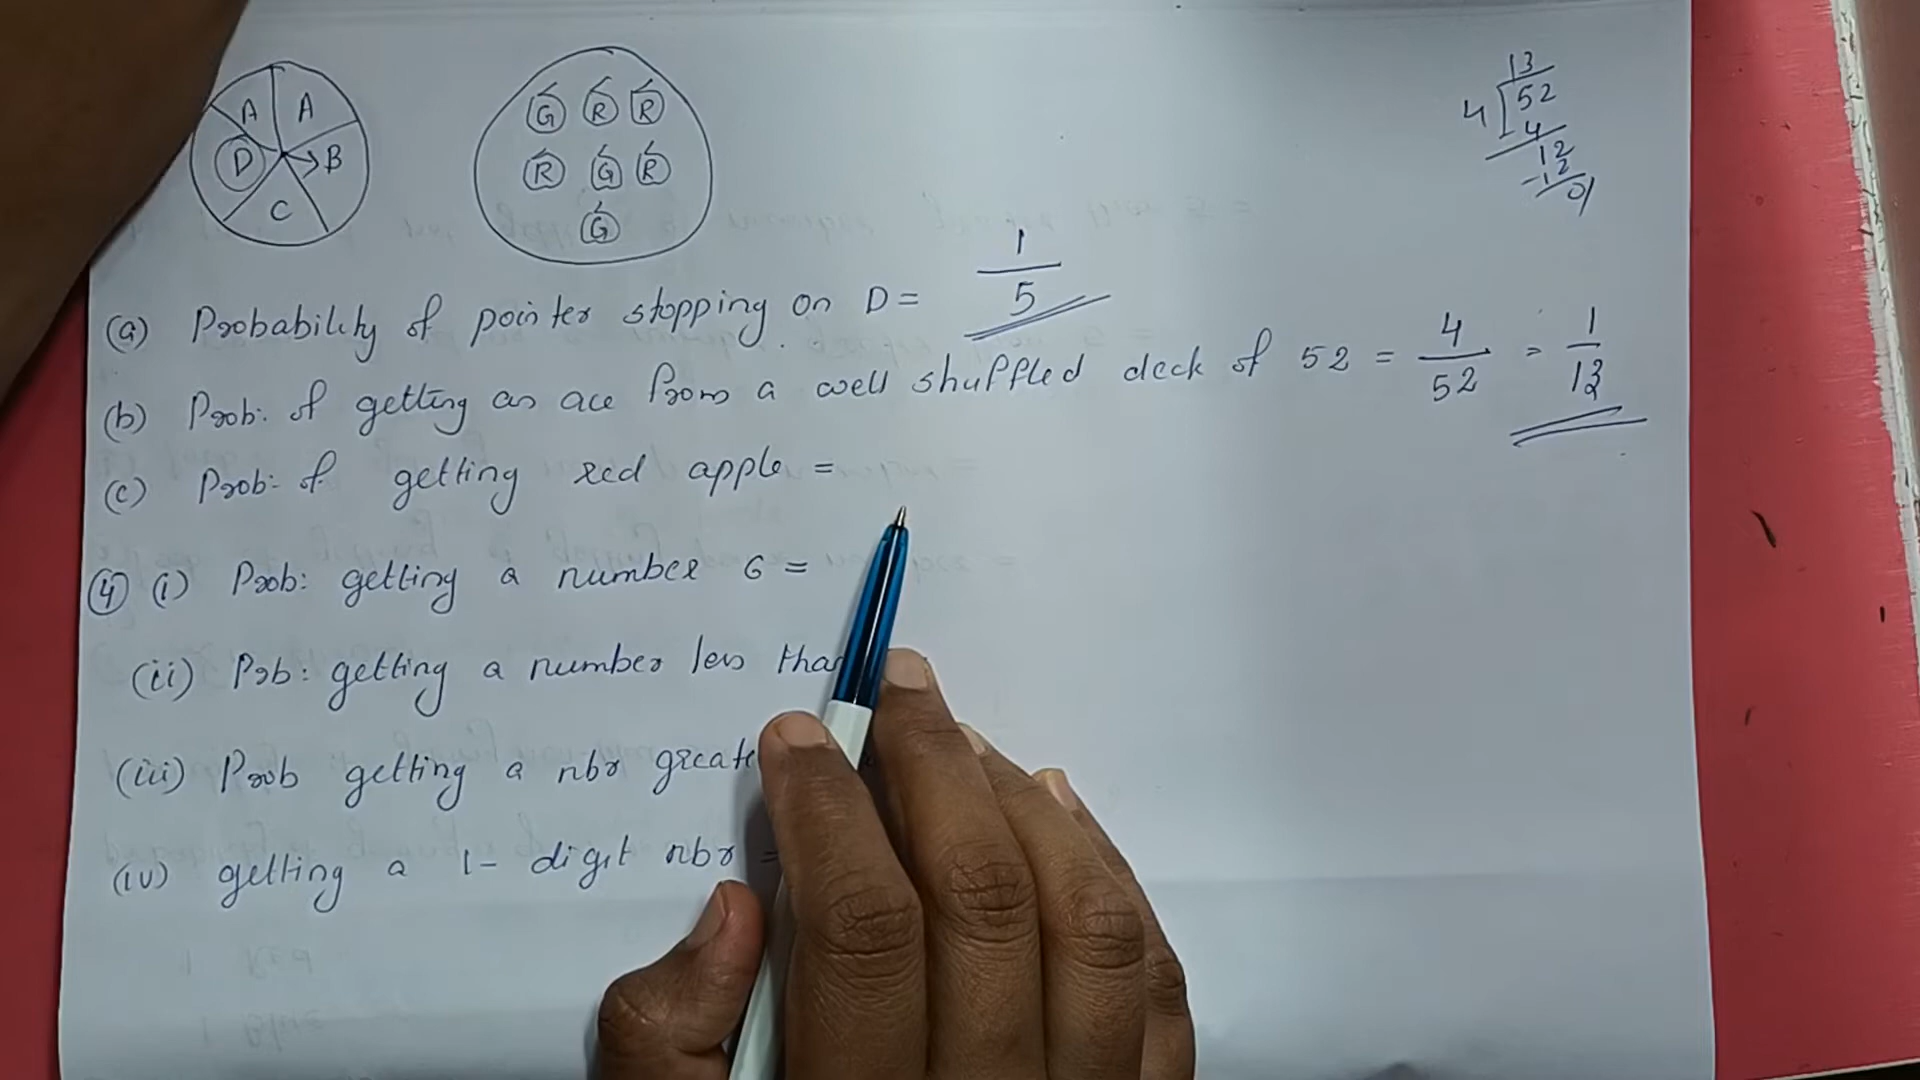 A A
D B
C
G R R
R G R
G
13
4 52
4
12
-12
0
(a) Probability of pointer stopping on D = 1/5
(b) Prob: of getting an ace from a well shuffled deck of 52 = 4/52 = 1/13
(c) Prob: of getting red apple =
4 (i) Prob: getting a number 6 =
(ii) Prob: getting a number less than
(iii) Prob getting a nbr greate
(iv) getting a 1-digit nbr =